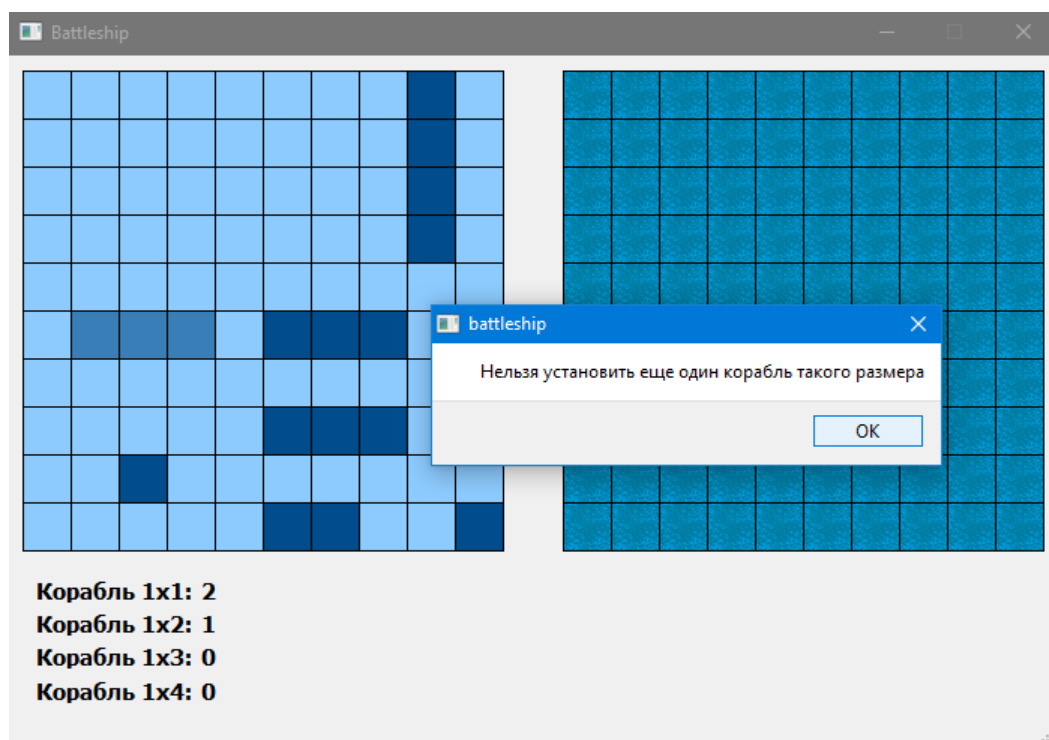 Battleship
battleship
Нельзя установить еще один корабль такого размера
OK
Корабль 1x1: 2
Корабль 1x2: 1
Корабль 1x3: 0
Корабль 1x4: 0